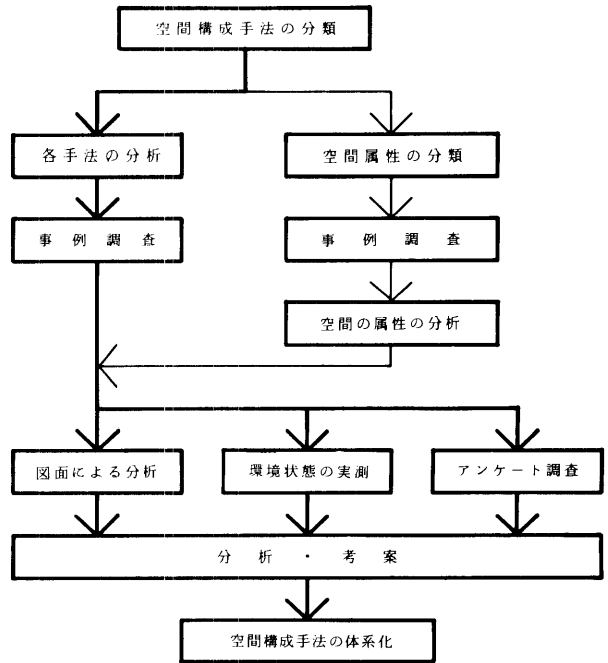 空間構成手法の分類
各手法の分析
空間属性の分類
事例調査
事例調査
空間の属性の分析
図面による分析
環境状態の実測
アンケート調査
分析・考案
空間構成手法の体系化